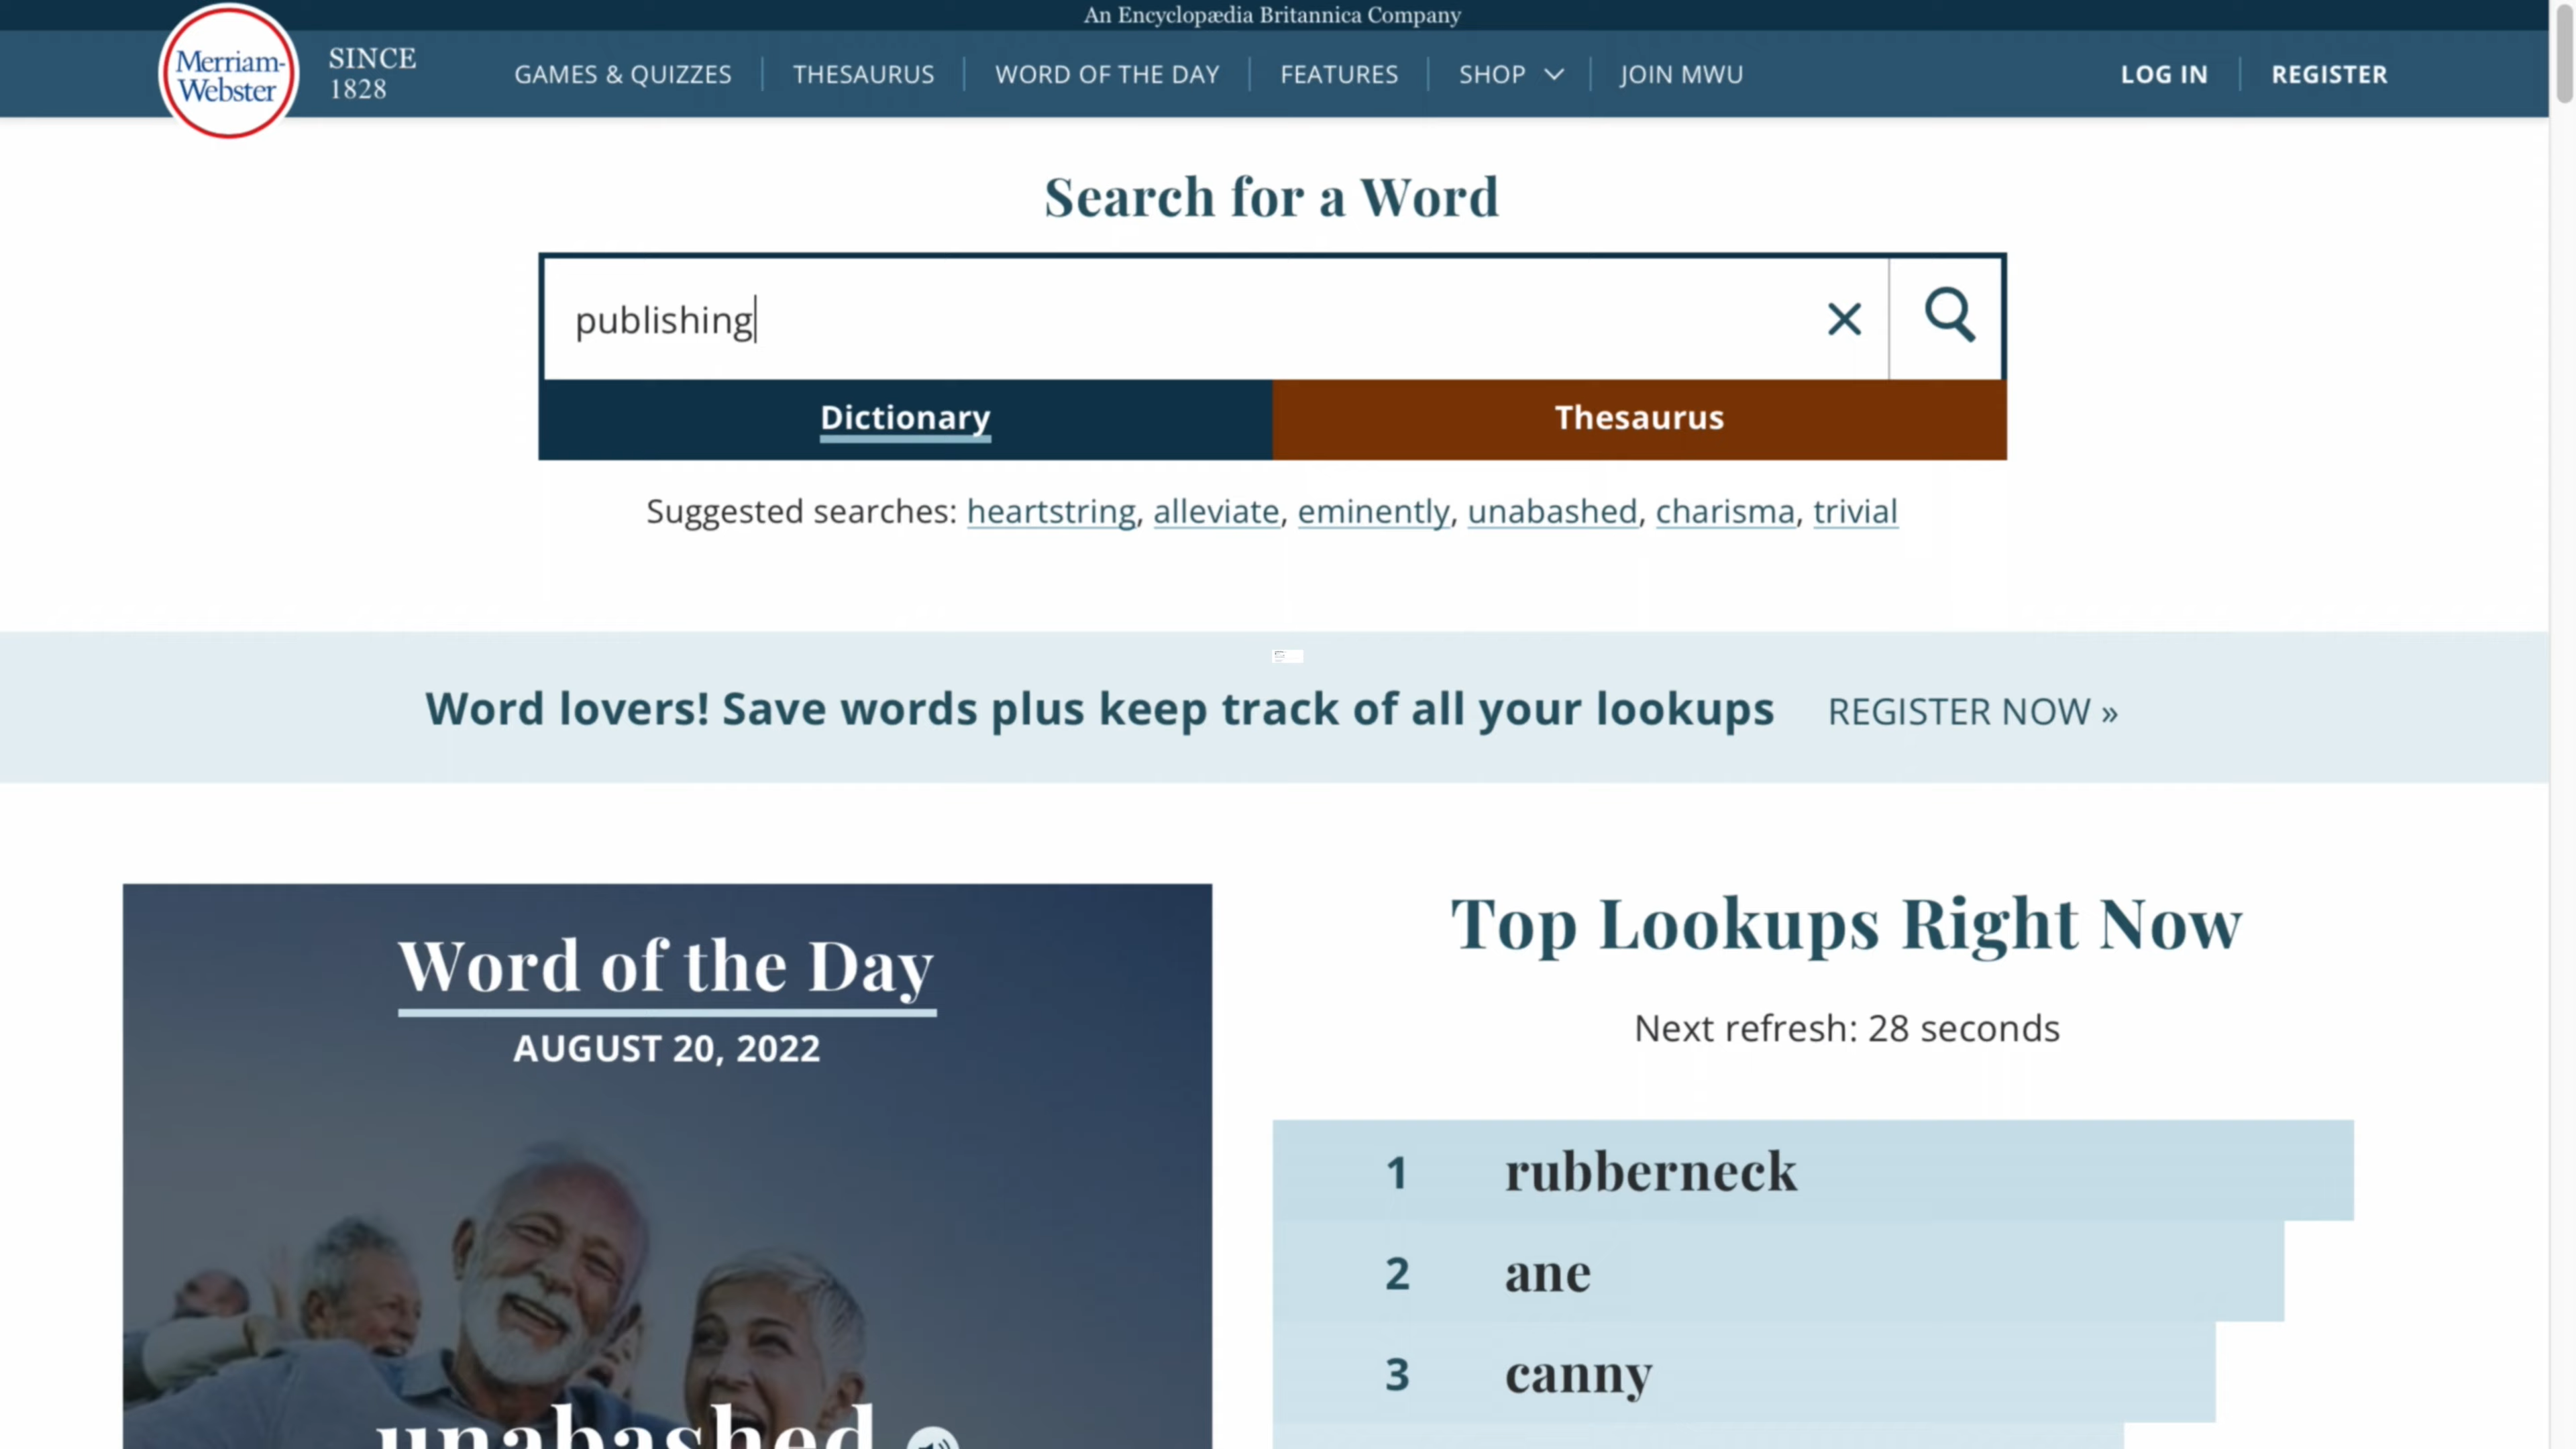 An Encyclopædia Britannica Company
Merriam-
Webster
SINCE
1828
GAMES & QUIZZES
THESAURUS
WORD OF THE DAY
FEATURES
SHOP
JOIN MWU
LOG IN
REGISTER
Search for a Word
publishing
Dictionary
Thesaurus
Suggested searches: heartstring, alleviate, eminently, unabashed, charisma, trivial
Word lovers! Save words plus keep track of all your lookups
REGISTER NOW »
Word of the Day
AUGUST 20, 2022
unabashed
Top Lookups Right Now
Next refresh: 28 seconds
1 rubberneck
2 ane
3 canny